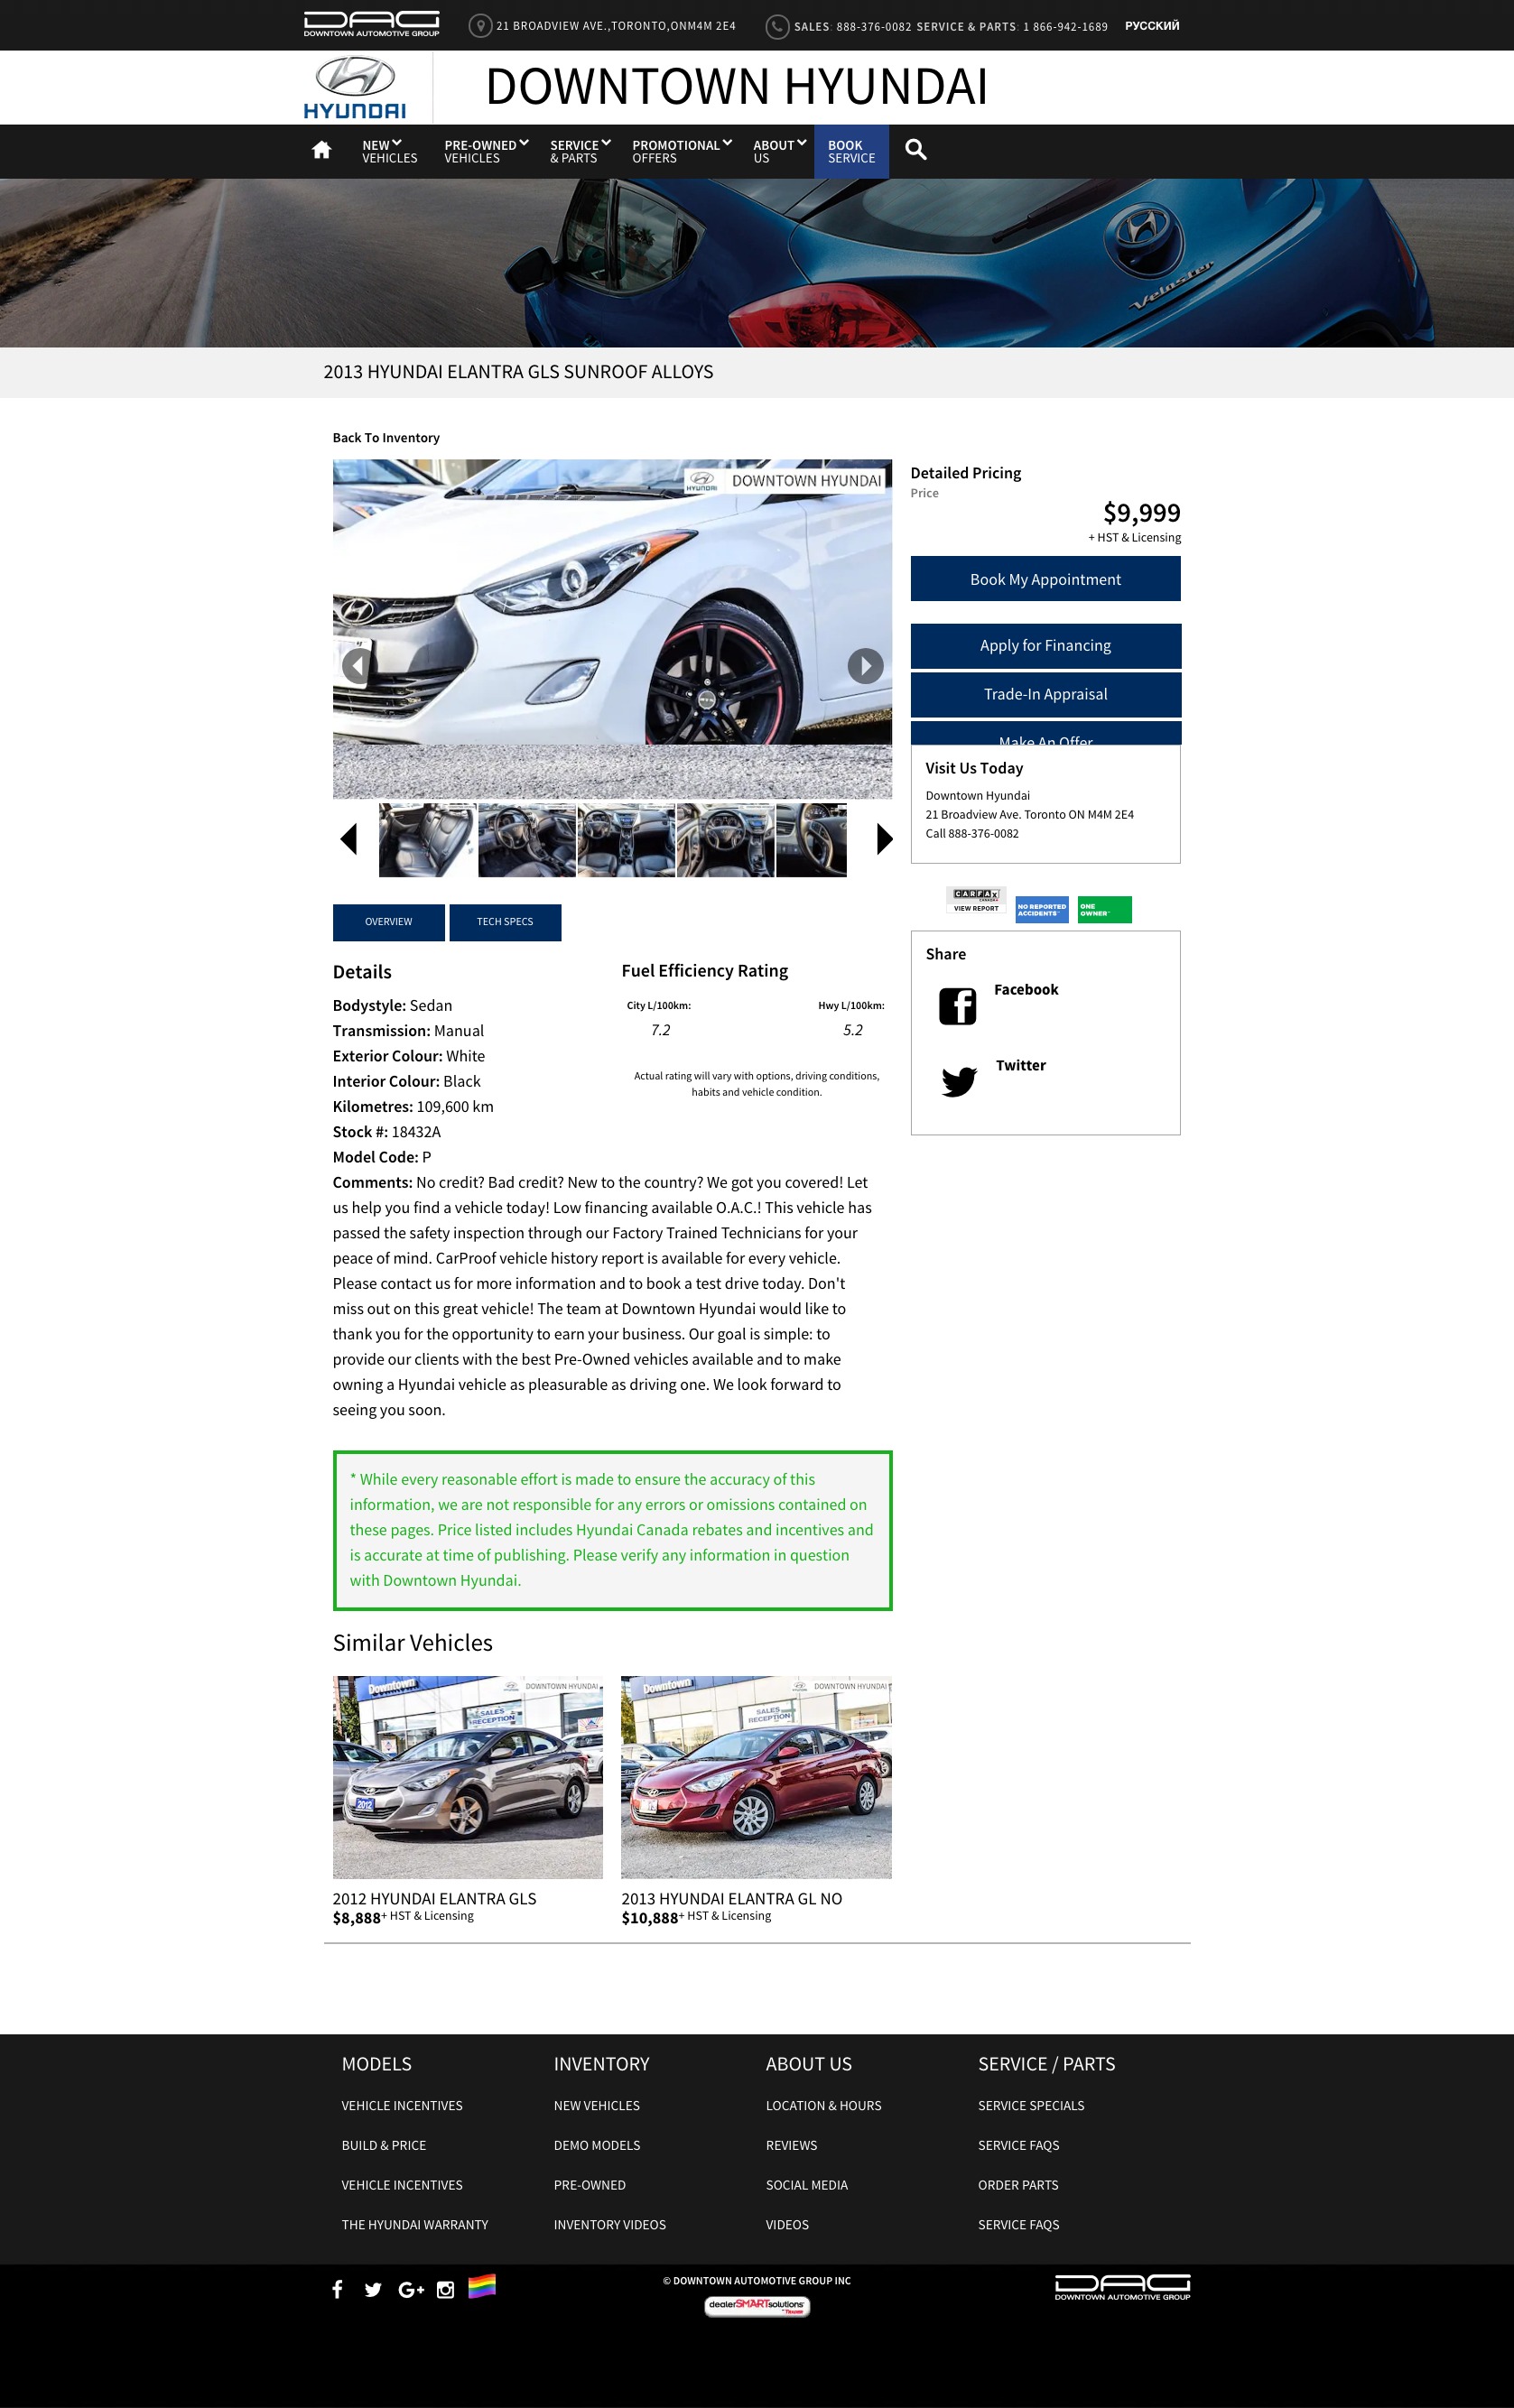 DAG
DOWNTOWN AUTOMOTIVE GROUP
21 BROADVIEW AVE.,TORONTO,ONM4M 2E4
SALES: 888-376-0082 SERVICE & PARTS: 1 866-942-1689
РУССКИЙ
HYUNDAI
DOWNTOWN HYUNDAI
NEW
VEHICLES
PRE-OWNED
VEHICLES
SERVICE
& PARTS
PROMOTIONAL
OFFERS
ABOUT
US
BOOK
SERVICE
Veloster
2013 HYUNDAI ELANTRA GLS SUNROOF ALLOYS
Back To Inventory
HYUNDAI
DOWNTOWN HYUNDAI
Detailed Pricing
Price
$9,999
+ HST & Licensing
Book My Appointment
Apply for Financing
Trade-In Appraisal
Make An Offer
Visit Us Today
Downtown Hyundai
21 Broadview Ave. Toronto ON M4M 2E4
Call 888-376-0082
CARFAX
CANADA
VIEW REPORT
NO REPORTED
ACCIDENTS
ONE
OWNER
OVERVIEW
TECH SPECS
Share
Facebook
Twitter
Details
Bodystyle: Sedan
Transmission: Manual
Exterior Colour: White
Interior Colour: Black
Kilometres: 109,600 km
Stock #: 18432A
Model Code: P
Fuel Efficiency Rating
City L/100km:
Hwy L/100km:
7.2
5.2
Actual rating will vary with options, driving conditions,
habits and vehicle condition.
Comments: No credit? Bad credit? New to the country? We got you covered! Let
us help you find a vehicle today! Low financing available O.A.C.! This vehicle has
passed the safety inspection through our Factory Trained Technicians for your
peace of mind. CarProof vehicle history report is available for every vehicle.
Please contact us for more information and to book a test drive today. Don't
miss out on this great vehicle! The team at Downtown Hyundai would like to
thank you for the opportunity to earn your business. Our goal is simple: to
provide our clients with the best Pre-Owned vehicles available and to make
owning a Hyundai vehicle as pleasurable as driving one. We look forward to
seeing you soon.
* While every reasonable effort is made to ensure the accuracy of this
information, we are not responsible for any errors or omissions contained on
these pages. Price listed includes Hyundai Canada rebates and incentives and
is accurate at time of publishing. Please verify any information in question
with Downtown Hyundai.
Similar Vehicles
Downtown
DOWNTOWN HYUNDAI
SALES
RECEPTION
2012
Downtown
DOWNTOWN HYUNDAI
SALES
RECEPTION
2012 HYUNDAI ELANTRA GLS
$8,888+ HST & Licensing
2013 HYUNDAI ELANTRA GL NO
$10,888+ HST & Licensing
MODELS
VEHICLE INCENTIVES
BUILD & PRICE
VEHICLE INCENTIVES
THE HYUNDAI WARRANTY
INVENTORY
NEW VEHICLES
DEMO MODELS
PRE-OWNED
INVENTORY VIDEOS
ABOUT US
LOCATION & HOURS
REVIEWS
SOCIAL MEDIA
VIDEOS
SERVICE / PARTS
SERVICE SPECIALS
SERVICE FAQS
ORDER PARTS
SERVICE FAQS
© DOWNTOWN AUTOMOTIVE GROUP INC
dealerSMARTsolutions
DAG
DOWNTOWN AUTOMOTIVE GROUP